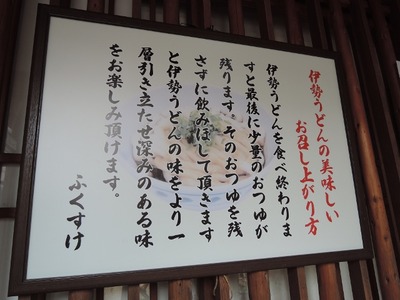 伊勢うどんの美味しい
お召し上がり方
伊勢うどんを食べ終わりま
すと最後に少量のおつゆが
残ります。そのおつゆを残
さずに飲みほして頂きます
と伊勢うどんの味をより一
層引き立たせ深みのある味
をお楽しみ頂けます。
ふくすけ